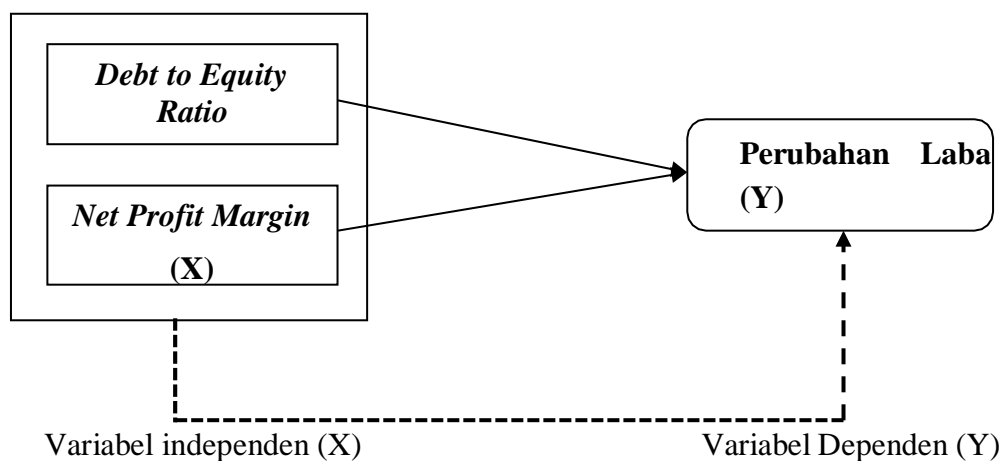 Debt to Equity
Ratio
Net Profit Margin
(X)
Perubahan Laba
(Y)
Variabel independen (X)
Variabel Dependen (Y)